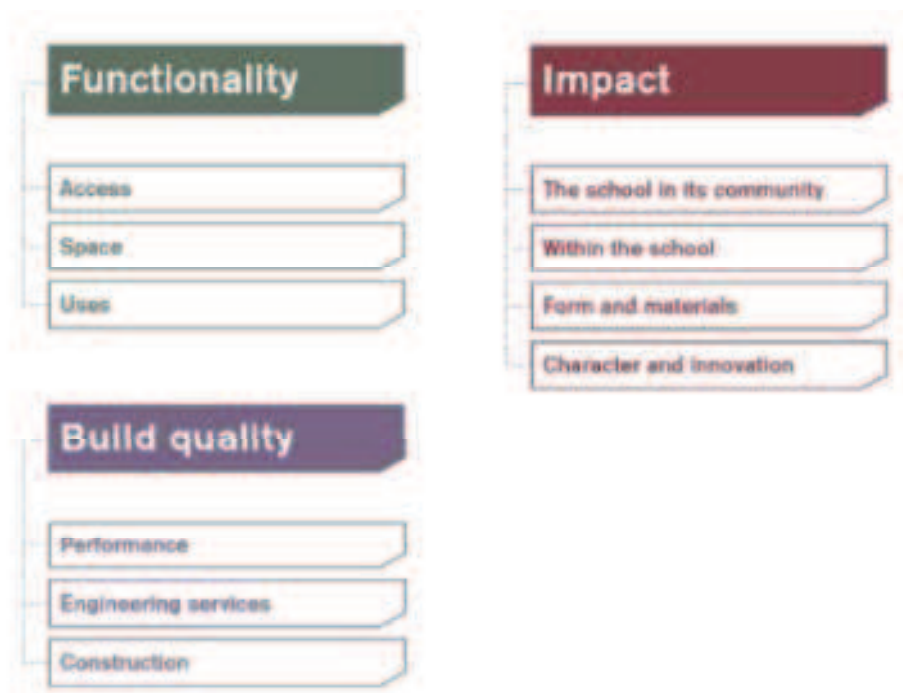 Functionality
Access
Space
Uses
Impact
The school in its community
Within the school
Form and materials
Character and innovation
Build quality
Performance
Engineering services
Construction